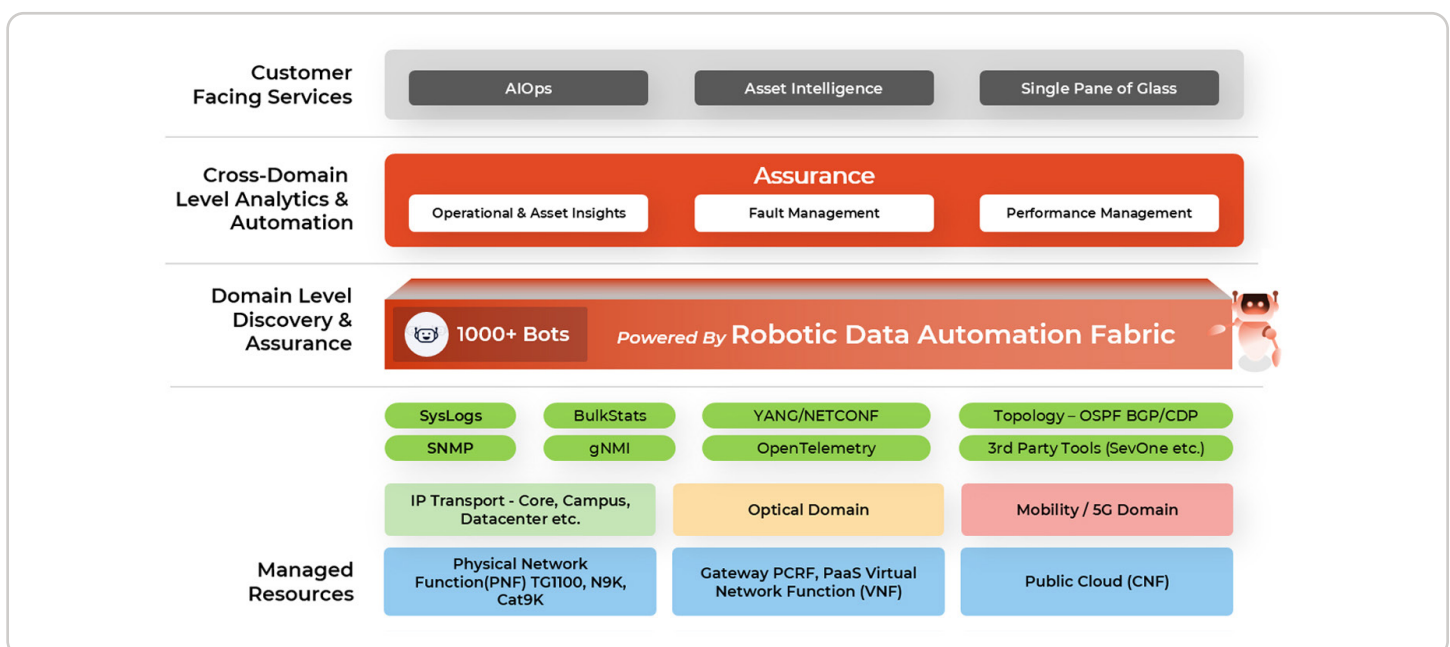 Customer
Facing Services
AIOps
Asset Intelligence
Single Pane of Glass
Cross-Domain
Level Analytics &
Automation
Assurance
Operational & Asset Insights
Fault Management
Performance Management
Domain Level
Discovery &
Assurance
1000+ Bots
Powered By Robotic Data Automation Fabric
SysLogs
BulkStats
YANG/NETCONF
Topology – OSPF BGP/CDP
SNMP
gNMI
OpenTelemetry
3rd Party Tools (SevOne etc.)
IP Transport - Core, Campus,
Datacenter etc.
Optical Domain
Mobility / 5G Domain
Managed
Resources
Physical Network
Function(PNF) TG1100, N9K,
Cat9K
Gateway PCRF, PaaS Virtual
Network Function (VNF)
Public Cloud (CNF)